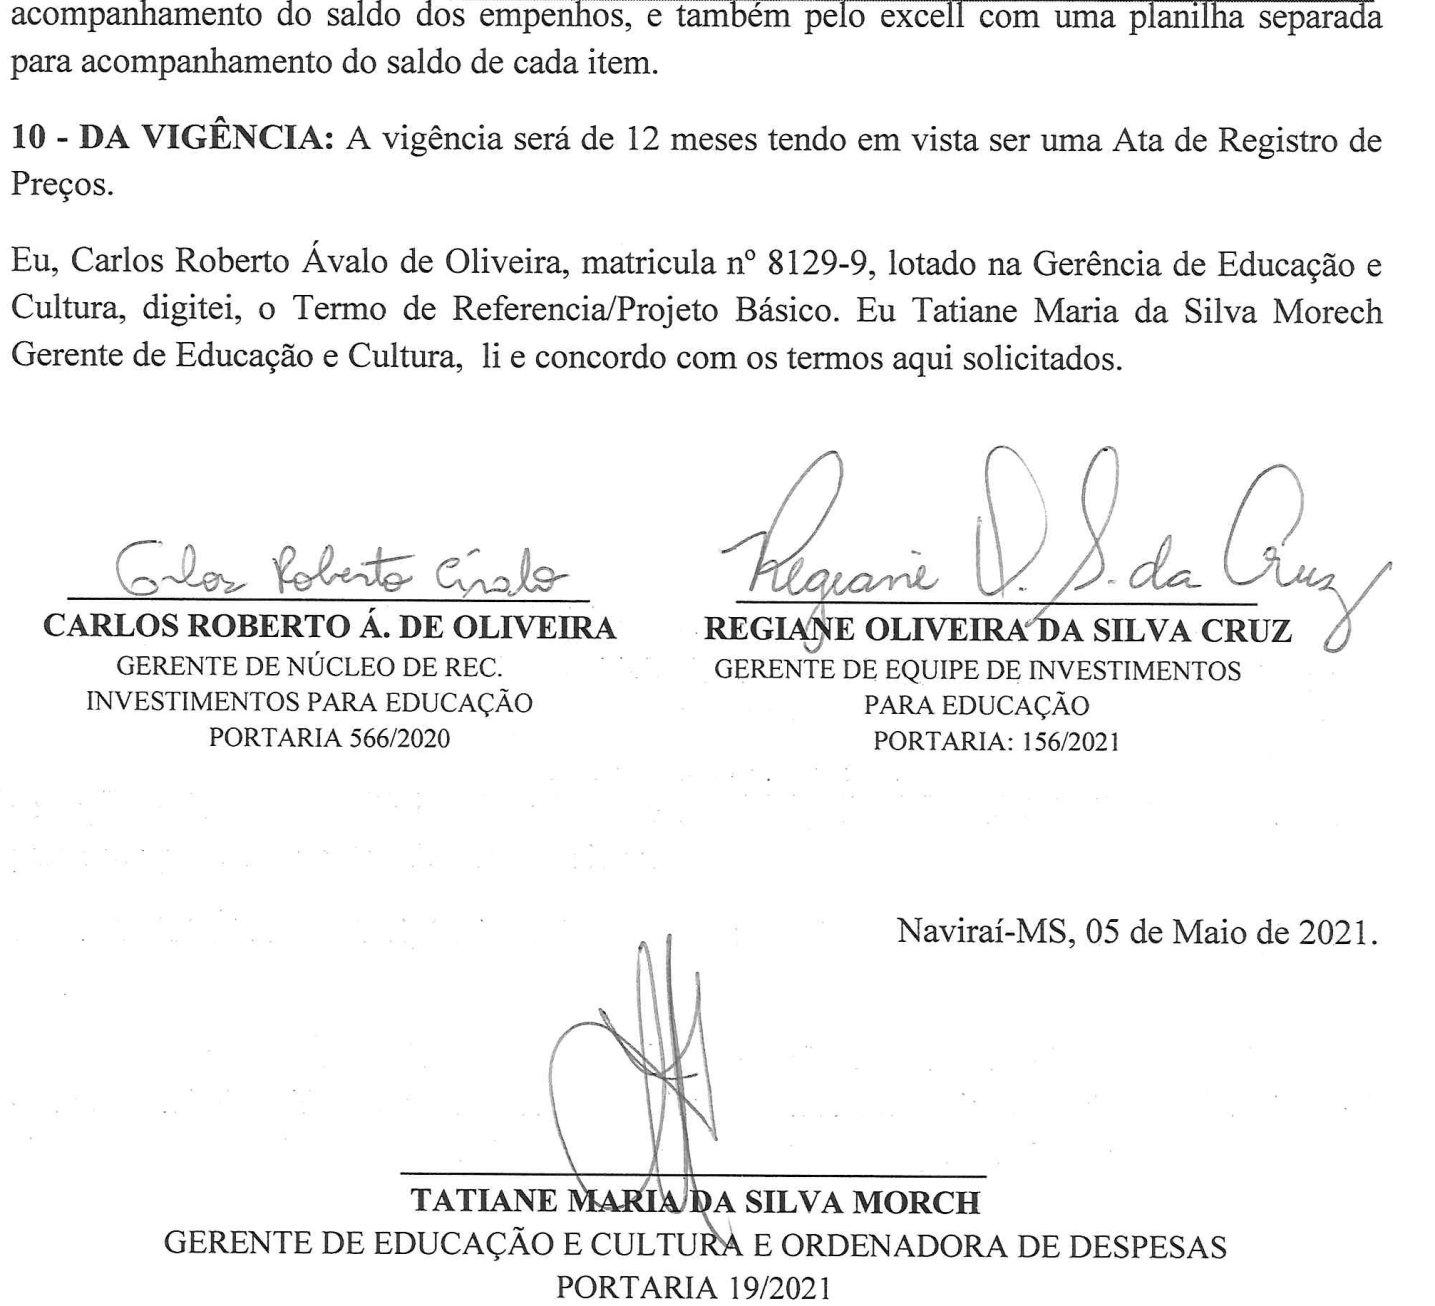 acompanhamento do saldo dos empenhos, e também pelo excell com uma planilha separada
para acompanhamento do saldo de cada item.
10 - DA VIGÊNCIA: A vigência será de 12 meses tendo em vista ser uma Ata de Registro de
Preços.
Eu, Carlos Roberto Ávalo de Oliveira, matricula nº 8129-9, lotado na Gerência de Educação e
Cultura, digitei, o Termo de Referencia/Projeto Básico. Eu Tatiane Maria da Silva Morech
Gerente de Educação e Cultura,  li e concordo com os termos aqui solicitados.
Carlos Roberto
Regiane O. S. da Cruz
CARLOS ROBERTO Á. DE OLIVEIRA
GERENTE DE NÚCLEO DE REC.
INVESTIMENTOS PARA EDUCAÇÃO
PORTARIA 566/2020
REGIANE OLIVEIRA DA SILVA CRUZ
GERENTE DE EQUIPE DE INVESTIMENTOS
PARA EDUCAÇÃO
PORTARIA: 156/2021
Naviraí-MS, 05 de Maio de 2021.
TATIANE MARIA DA SILVA MORCH
GERENTE DE EDUCAÇÃO E CULTURA E ORDENADORA DE DESPESAS
PORTARIA 19/2021